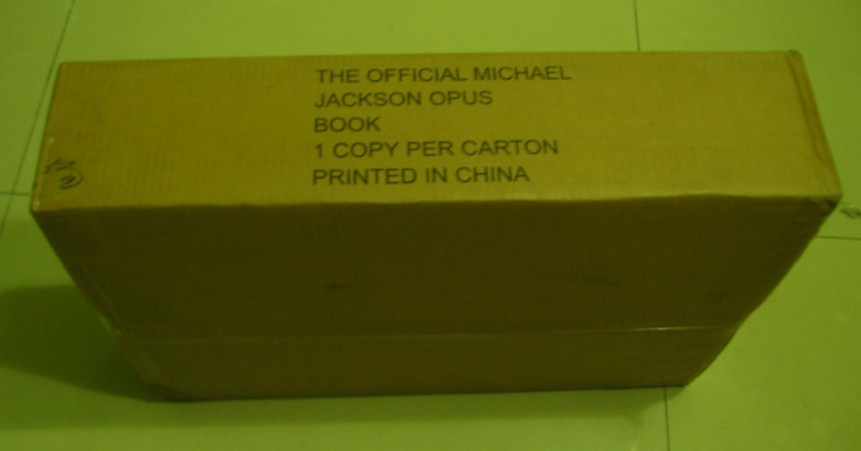 THE OFFICIAL MICHAEL
JACKSON OPUS
BOOK
1 COPY PER CARTON
PRINTED IN CHINA